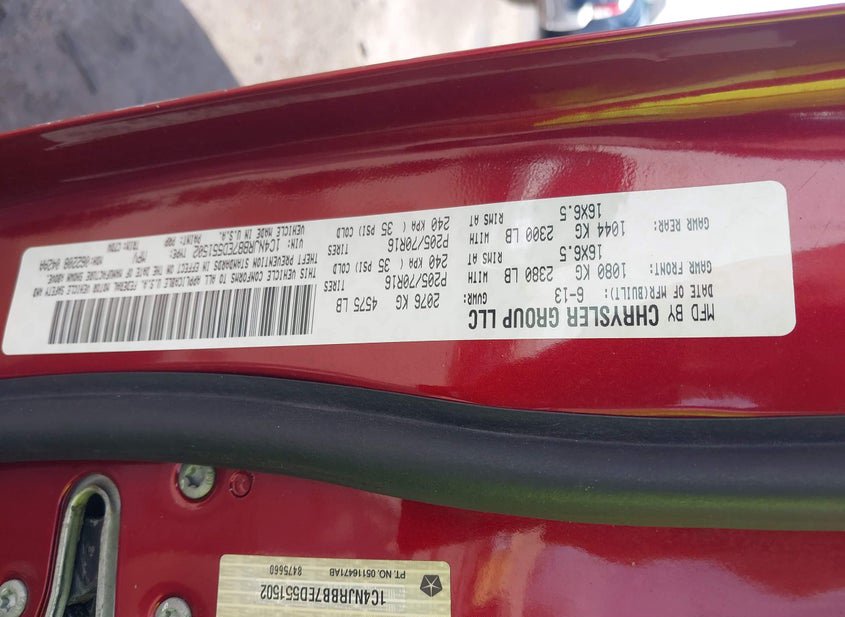 MFD BY CHRYSLER GROUP LLC
DATE OF MFR(BUILT): 6-13
GVWR: 2076 KG 4575 LB
GAWR FRONT: 1080 KG 2380 LB
WITH TIRES P205/70R16
RIMS AT 16X6.5 240 KPA ( 35 PSI) COLD
GAWR REAR: 1044 KG 2300 LB
WITH TIRES P205/70R16
RIMS AT 16X6.5 240 KPA ( 35 PSI) COLD
THIS VEHICLE CONFORMS TO ALL APPLICABLE FEDERAL MOTOR VEHICLE SAFETY AND
THEFT PREVENTION STANDARDS IN EFFECT ON THE DATE OF MANUFACTURE SHOWN ABOVE.
VIN: 1C4NJRBB7ED551502 TYPE: MPV MDH: 062208 042
VEHICLE MADE IN U.S.A. PAINT: PRP TRIM:
1C4NJRBB7ED551502
PT. NO. 05116471AB
8475660